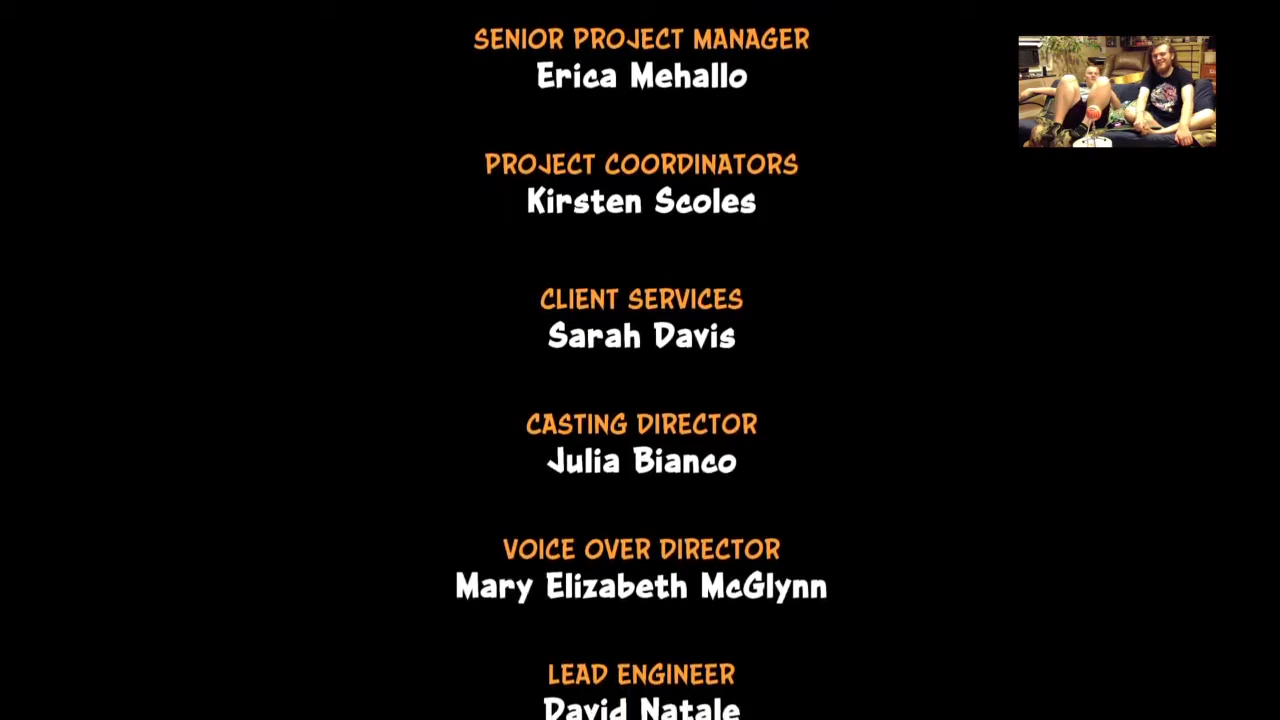 SENIOR PROJECT MANAGER
Erica Mehallo
PROJECT COORDINATORS
Kirsten Scoles
CLIENT SERVICES
Sarah Davis
CASTING DIRECTOR
Julia Bianco
VOICE OVER DIRECTOR
Mary Elizabeth McGlynn
LEAD ENGINEER
David Natale